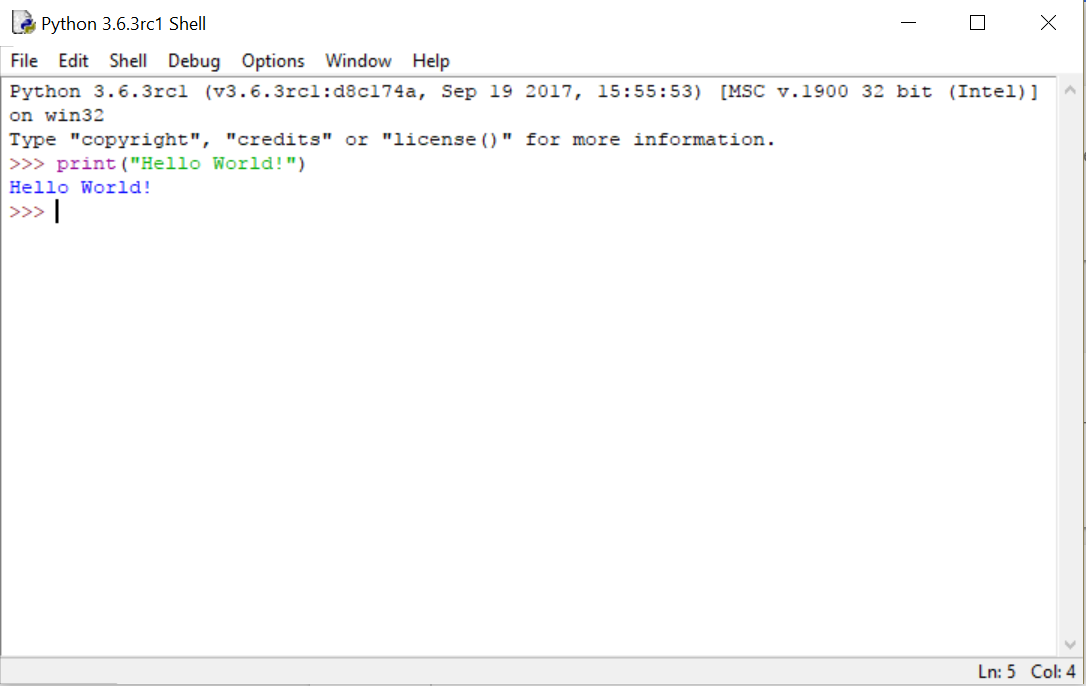 Python 3.6.3rc1 Shell
File Edit Shell Debug Options Window Help
Python 3.6.3rc1 (v3.6.3rc1:d8c174a, Sep 19 2017, 15:55:53) [MSC v.1900 32 bit (Intel)]
on win32
Type "copyright", "credits" or "license()" for more information.
>>> print("Hello World!")
Hello World!
>>>
Ln: 5 Col: 4